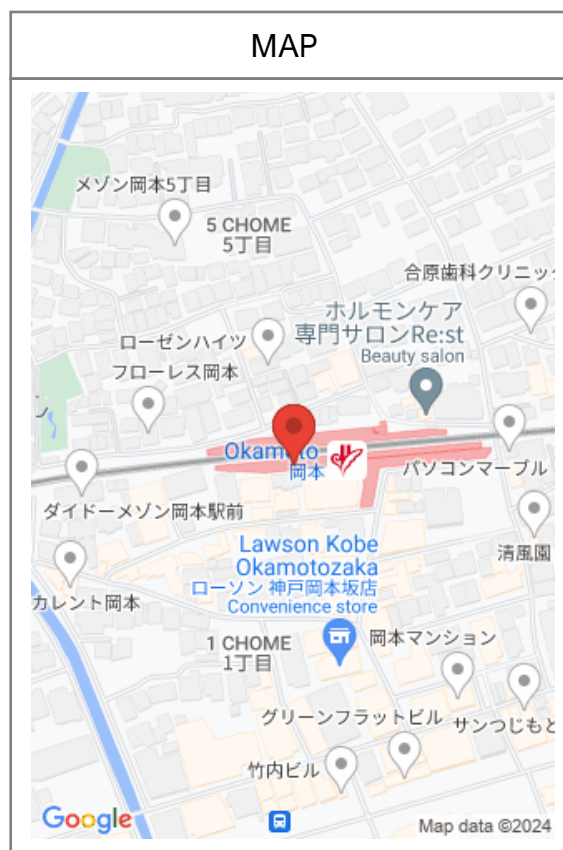 MAP
メゾン岡本5丁目
5 CHOME
5丁目
合原歯科クリニック
ホルモンケア
専門サロンRe:st
Beauty salon
ローゼンハイツ
フローレス岡本
Okamoto
岡本
パソコンマーブル
ダイドーメゾン岡本駅前
清風園
Lawson Kobe
Okamotozaka
ローソン 神戸岡本坂店
Convenience store
カレント岡本
1 CHOME
1丁目
岡本マンション
グリーンフラットビル
サンつじもと
竹内ビル
Google
Map data ©2024